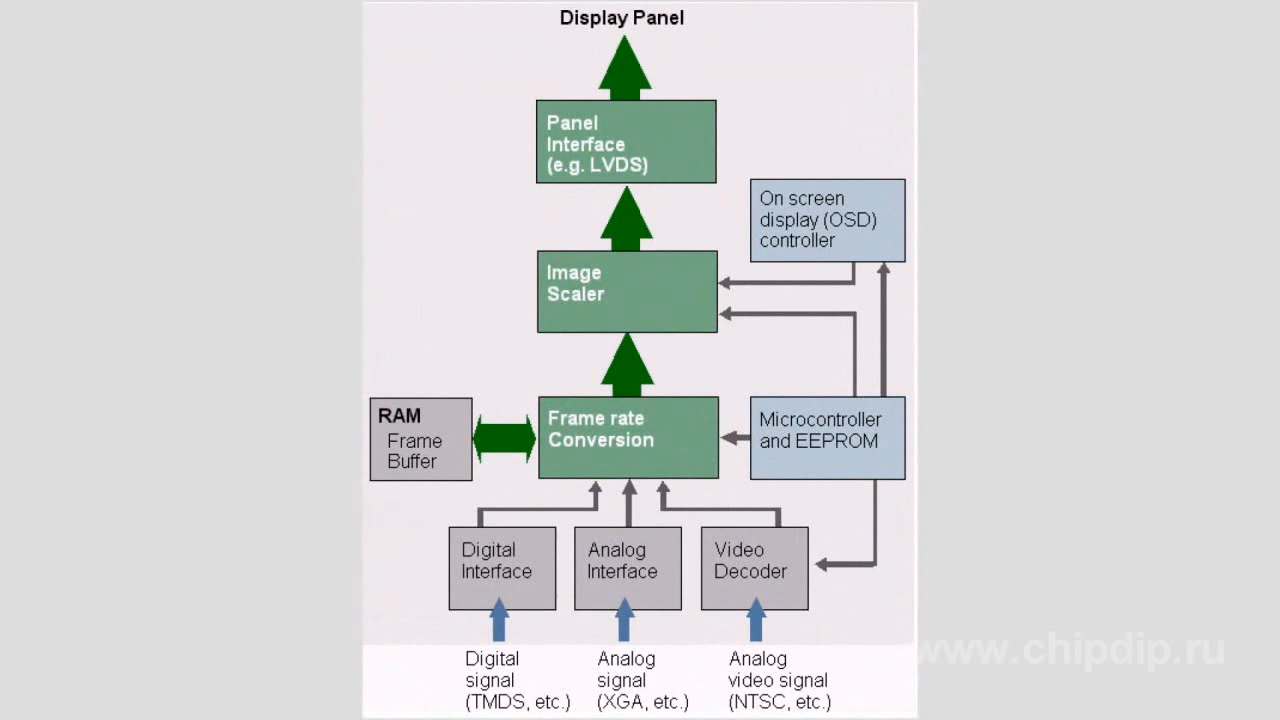 Display Panel
Panel
Interface
(e.g. LVDS)
On screen
display (OSD)
controller
Image
Scaler
RAM
Frame
Buffer
Frame rate
Conversion
Microcontroller
and EEPROM
Digital
Interface
Analog
Interface
Video
Decoder
Digital
signal
(TMDS, etc.)
Analog
signal
(XGA, etc.)
Analog
video signal
(NTSC, etc.)
www.chipdip.ru